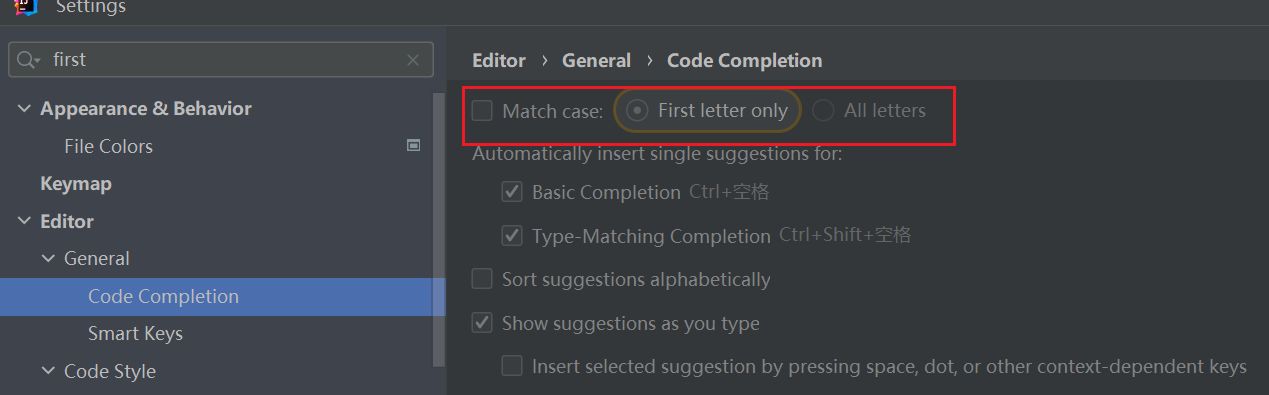 Settings
first
Appearance & Behavior
File Colors
Keymap
Editor
General
Code Completion
Smart Keys
Code Style
Editor › General › Code Completion
Match case: First letter only All letters
Automatically insert single suggestions for:
Basic Completion Ctrl+空格
Type-Matching Completion Ctrl+Shift+空格
Sort suggestions alphabetically
Show suggestions as you type
Insert selected suggestion by pressing space, dot, or other context-dependent keys